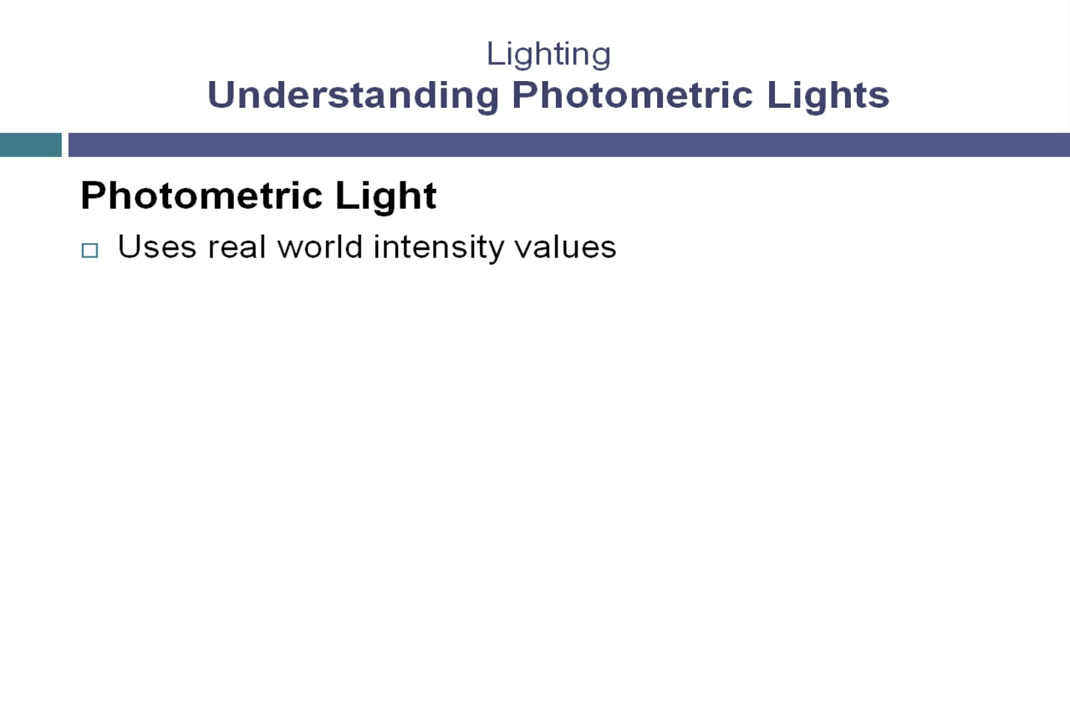 Lighting
Understanding Photometric Lights
Photometric Light
Uses real world intensity values